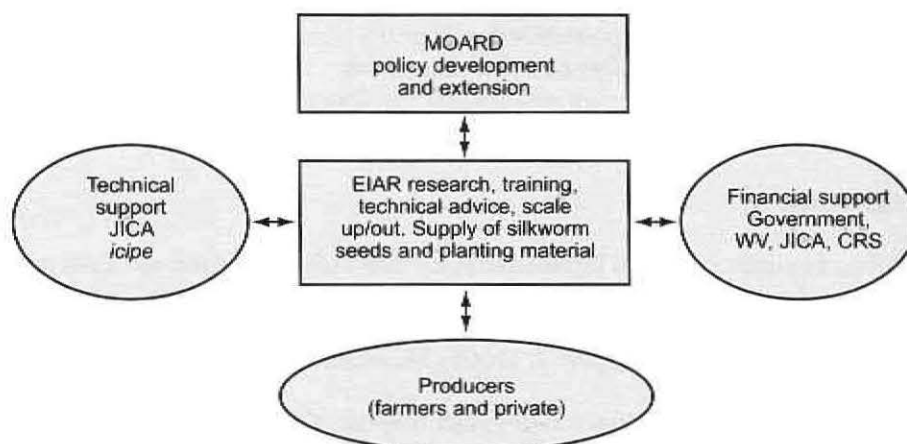 MOARD
policy development
and extension
Technical
support
JICA
icipe
EIAR research, training,
technical advice, scale
up/out. Supply of silkworm
seeds and planting material
Financial support
Government,
WV, JICA, CRS
Producers
(farmers and private)